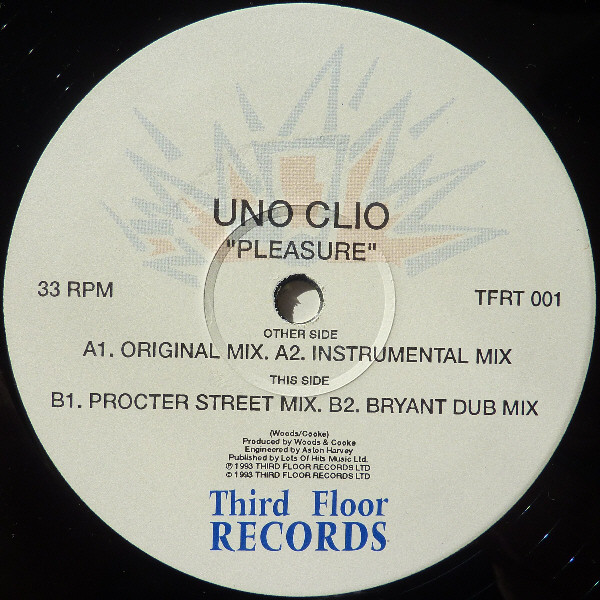 UNO CLIO
"PLEASURE"
33 RPM
TFRT 001
OTHER SIDE
A1. ORIGINAL MIX. A2. INSTRUMENTAL MIX
THIS SIDE
B1. PROCTER STREET MIX. B2. BRYANT DUB MIX
(Woods/Cooke)
Produced by Woods & Cooke
Engineered by Aston Harvey
Published by Lots Of Hits Music Ltd.
℗ 1993 THIRD FLOOR RECORDS LTD
© 1993 THIRD FLOOR RECORDS LTD
Third Floor
RECORDS